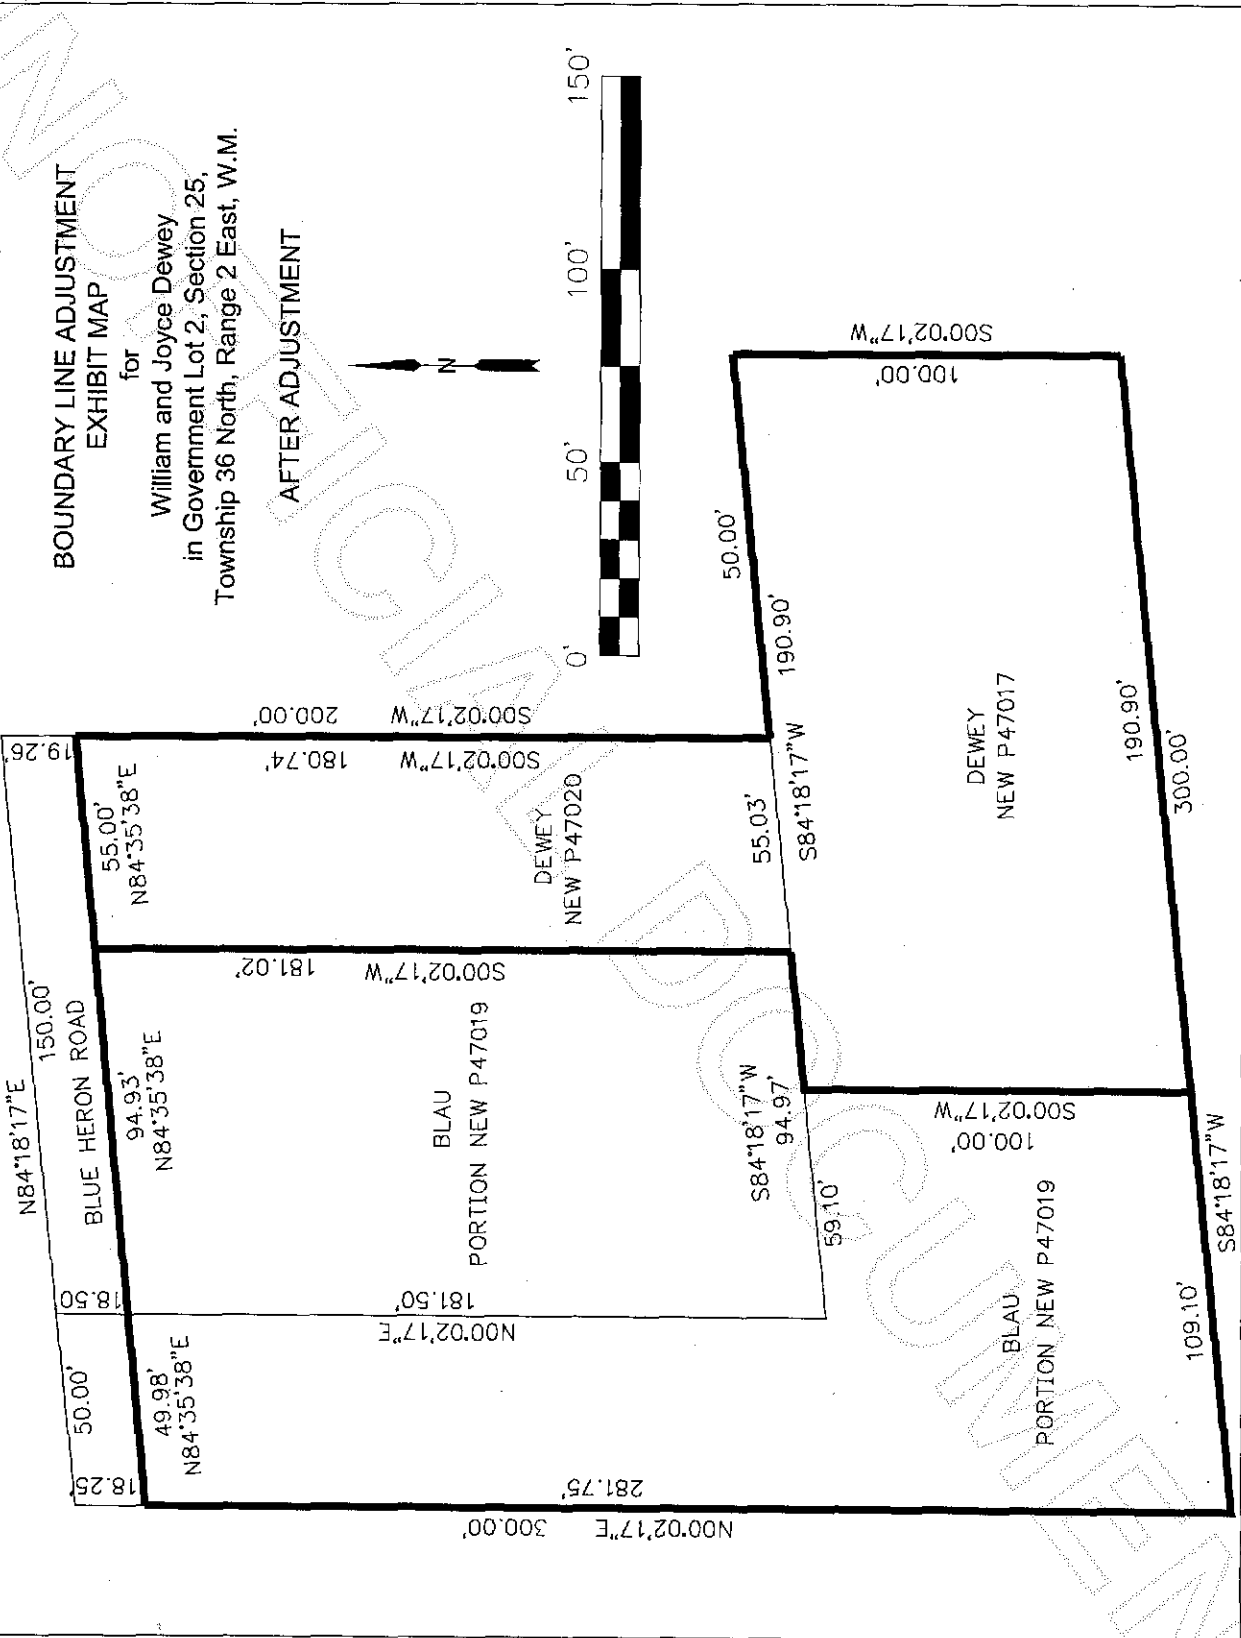 BOUNDARY LINE ADJUSTMENT
EXHIBIT MAP
for
William and Joyce Dewey
in Government Lot 2, Section 25,
Township 36 North, Range 2 East, W.M.
AFTER ADJUSTMENT
N
0' 50' 100' 150'
N84°18'17"E
50.00'
150.00'
BLUE HERON ROAD
18.25'
18.50'
19.26'
49.98'
N84°35'38"E
94.93'
N84°35'38"E
55.00'
N84°35'38"E
N00°02'17"E 300.00'
281.75'
N00°02'17"E
181.50'
BLAU
PORTION NEW P47019
181.02' S00°02'17"W
DEWEY
NEW P47020
S00°02'17"W 180.74'
S00°02'17"W 200.00'
S84°18'17"W
94.97'
59.10'
55.03'
S84°18'17"W
190.90'
50.00'
S00°02'17"W
100.00'
BLAU
PORTION NEW P47019
S00°02'17"W
100.00'
DEWEY
NEW P47017
109.10'
S84°18'17"W
190.90'
300.00'
UNOFFICIAL DOCUMENT